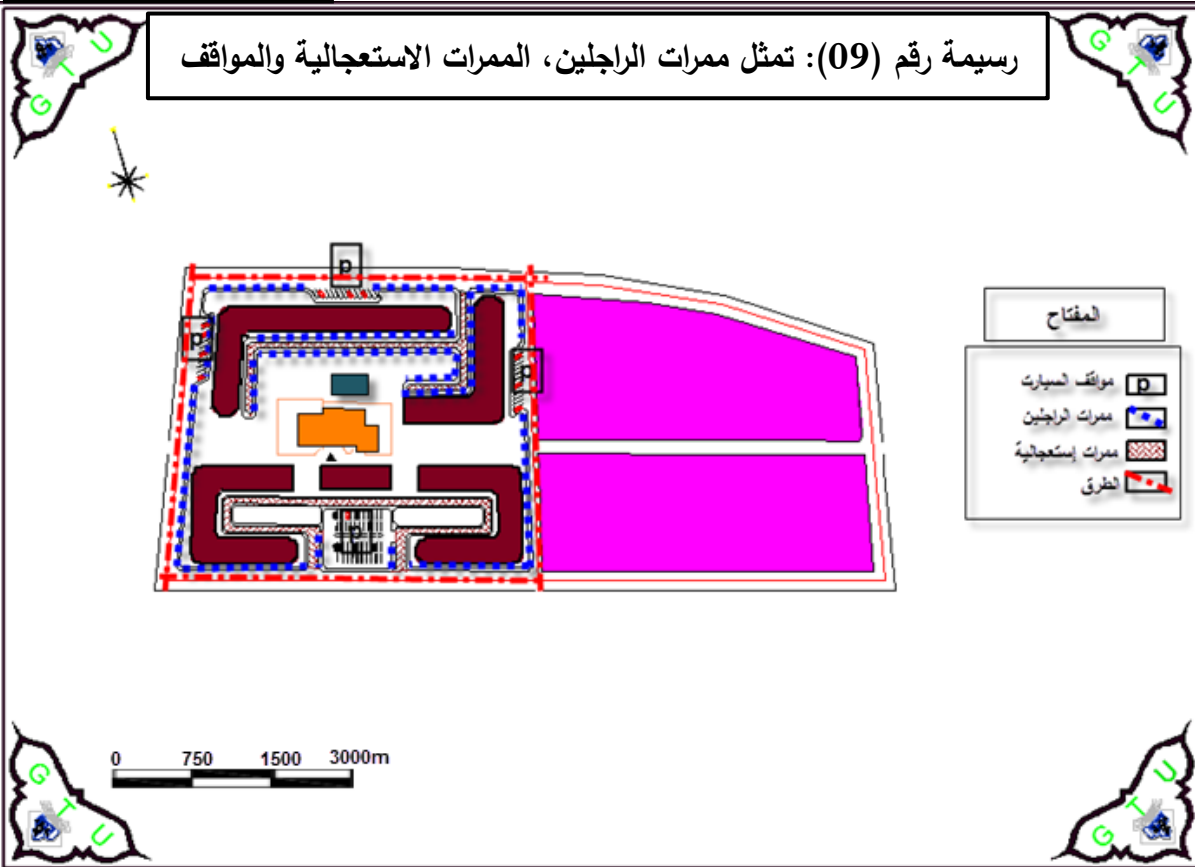 رسيمة رقم (09): تمثل ممرات الراجلين، الممرات الاستعجالية والمواقف
G T U
G T U
p
p
p
p
المفتاح
p مواقف السيارت
ممرات الراجلين
ممرات إستعجالية
الطرق
0 750 1500 3000m
G T U
G T U